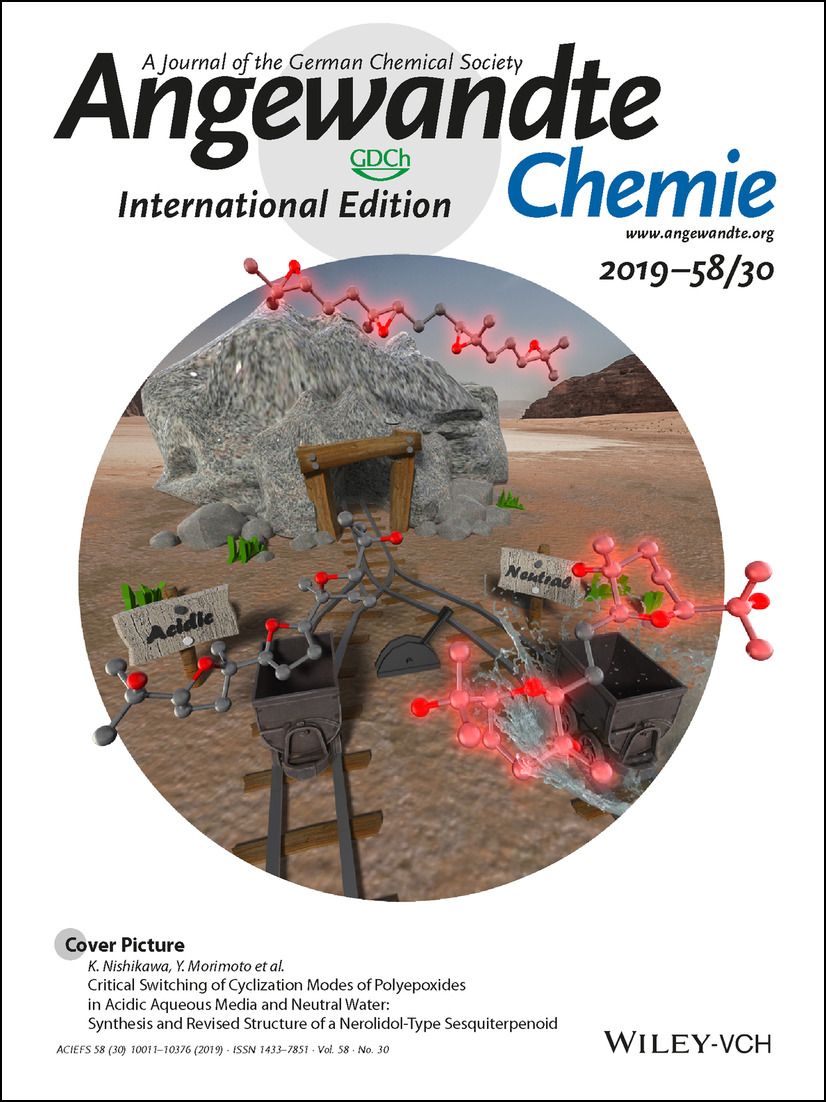 A Journal of the German Chemical Society
Angewandte
GDCh
Chemie
International Edition
www.angewandte.org
2019–58/30
Neutral
Acidic
Cover Picture
K. Nishikawa, Y. Morimoto et al.
Critical Switching of Cyclization Modes of Polyepoxides
in Acidic Aqueous Media and Neutral Water:
Synthesis and Revised Structure of a Nerolidol-Type Sesquiterpenoid
ACIEFS 58 (30) 10011–10376 (2019) · ISSN 1433–7851 · Vol. 58 · No. 30
WILEY-VCH